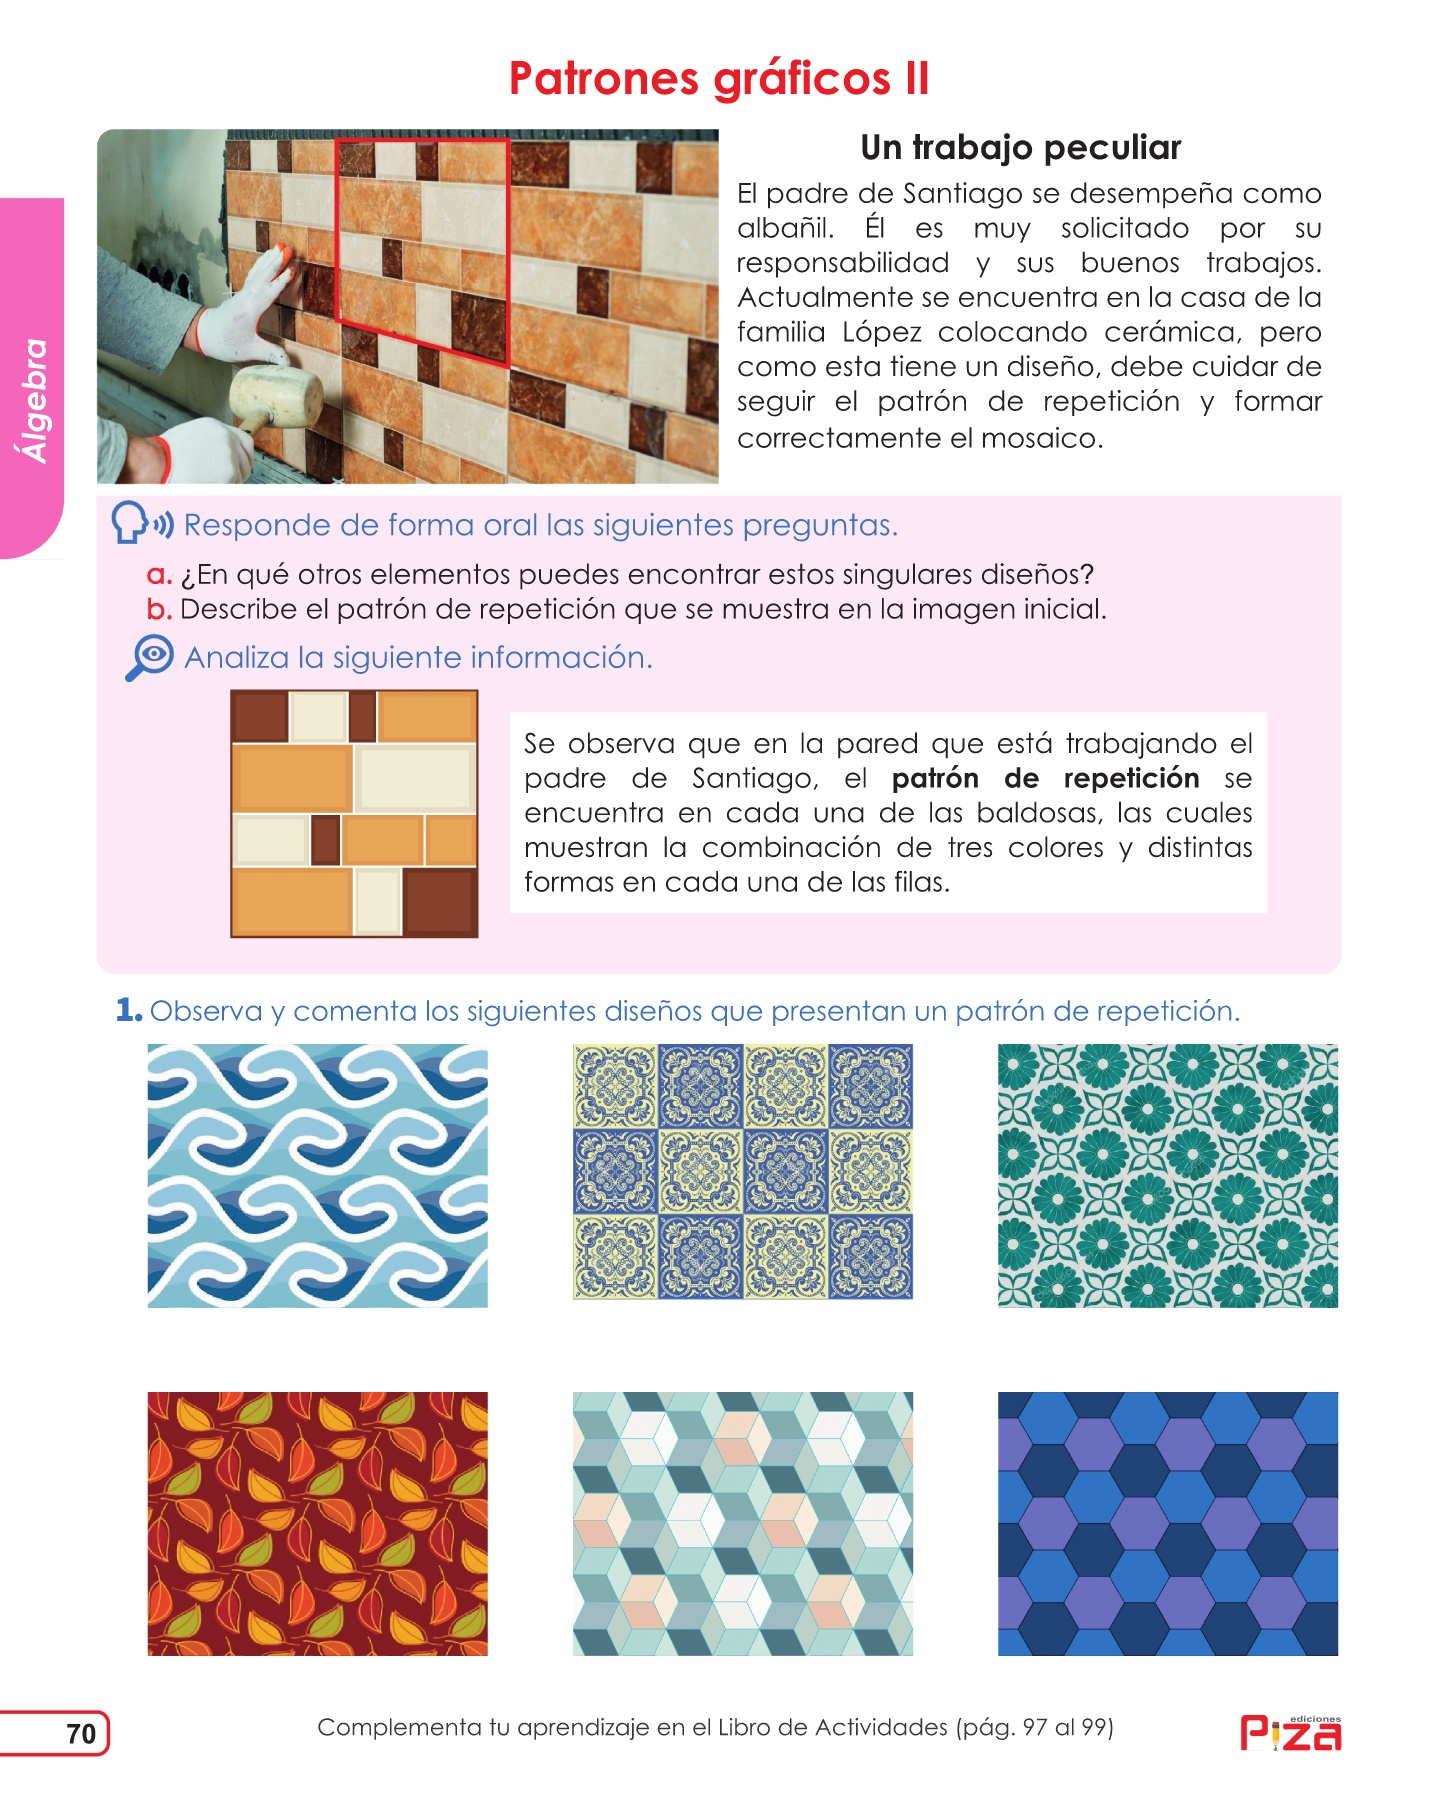 Patrones gráficos II
Un trabajo peculiar
El padre de Santiago se desempeña como
albañil. Él es muy solicitado por su
responsabilidad y sus buenos trabajos.
Actualmente se encuentra en la casa de la
familia López colocando cerámica, pero
como esta tiene un diseño, debe cuidar de
seguir el patrón de repetición y formar
correctamente el mosaico.
Álgebra
Responde de forma oral las siguientes preguntas.
a. ¿En qué otros elementos puedes encontrar estos singulares diseños?
b. Describe el patrón de repetición que se muestra en la imagen inicial.
Analiza la siguiente información.
Se observa que en la pared que está trabajando el
padre de Santiago, el patrón de repetición se
encuentra en cada una de las baldosas, las cuales
muestran la combinación de tres colores y distintas
formas en cada una de las filas.
1. Observa y comenta los siguientes diseños que presentan un patrón de repetición.
70
Complementa tu aprendizaje en el Libro de Actividades (pág. 97 al 99)
ediciones
Piza